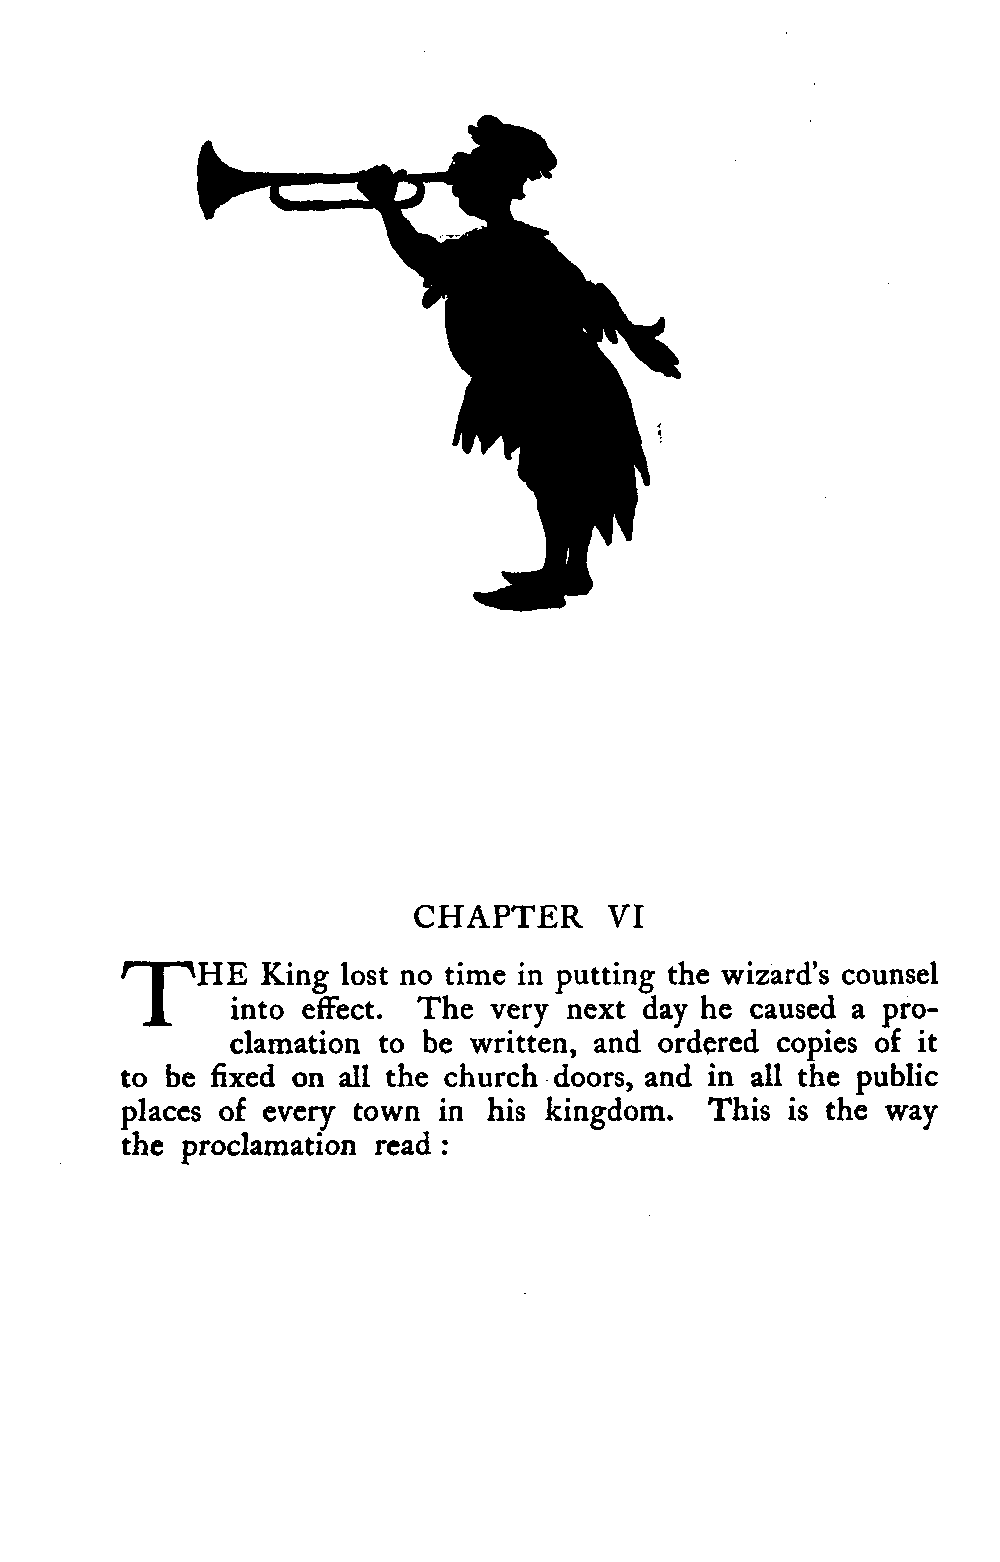 CHAPTER VI
THE King lost no time in putting the wizard's counsel
into effect. The very next day he caused a pro-
clamation to be written, and ordered copies of it
to be fixed on all the church doors, and in all the public
places of every town in his kingdom. This is the way
the proclamation read :